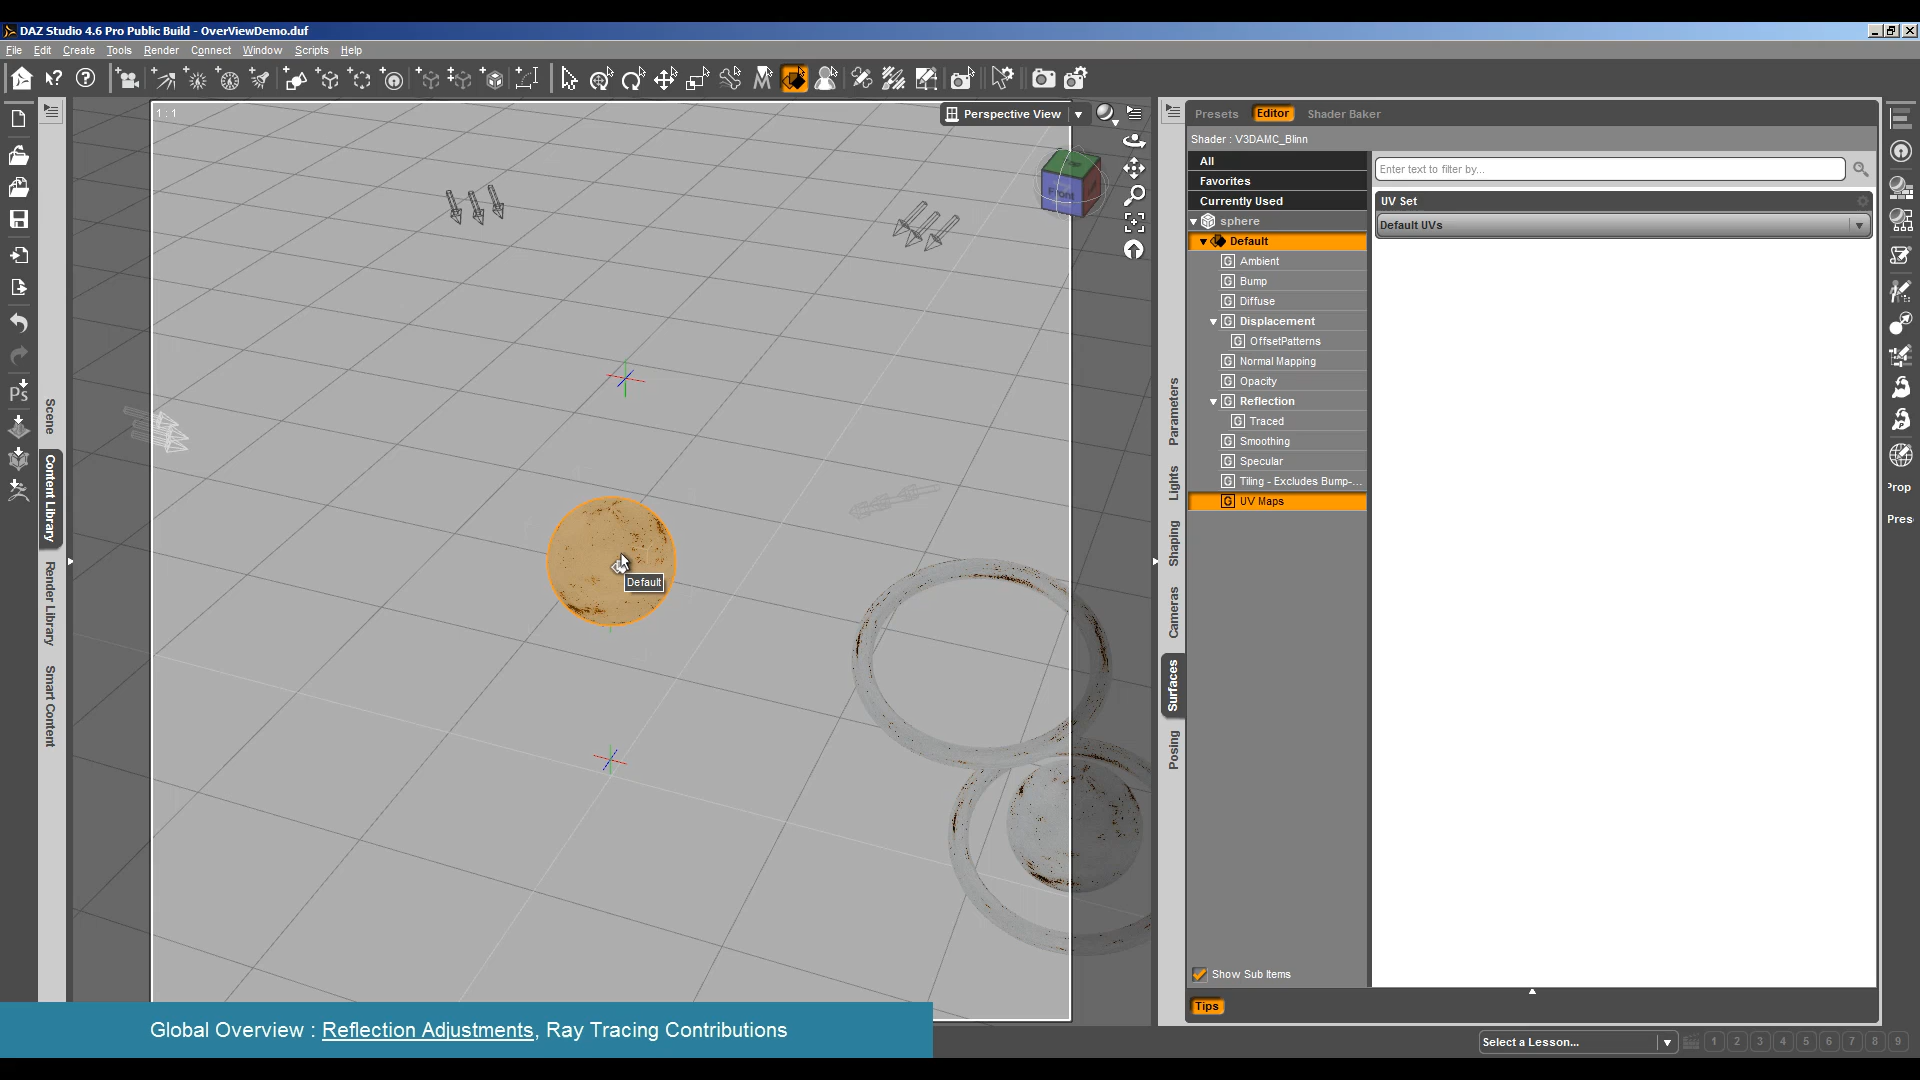 DAZ Studio 4.6 Pro Public Build - OverViewDemo.duf
File Edit Create Tools Render Connect Window Scripts Help
1 : 1
Perspective View
Front
Scene
Content Library
Render Library
Smart Content
Ps
Default
Parameters
Lights
Shaping
Cameras
Surfaces
Posing
Presets Editor Shader Baker
Shader : V3DAMC_Blinn
All
Favorites
Currently Used
sphere
Default
G Ambient
G Bump
G Diffuse
G Displacement
G OffsetPatterns
G Normal Mapping
G Opacity
G Reflection
G Traced
G Smoothing
G Specular
G Tiling - Excludes Bump-...
G UV Maps
Show Sub Items
Tips
Enter text to filter by...
UV Set
Default UVs
Prop
Pres
Global Overview : Reflection Adjustments, Ray Tracing Contributions
Select a Lesson...
1 2 3 4 5 6 7 8 9